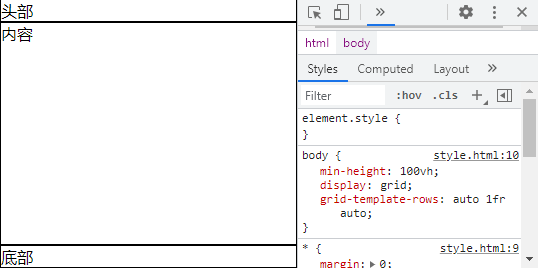 头部
内容
底部
html body
Styles Computed Layout
Filter :hov .cls
element.style {
}
body { style.html:10
min-height: 100vh;
display: grid;
grid-template-rows: auto 1fr
auto;
}
* { style.html:9
margin: 0;